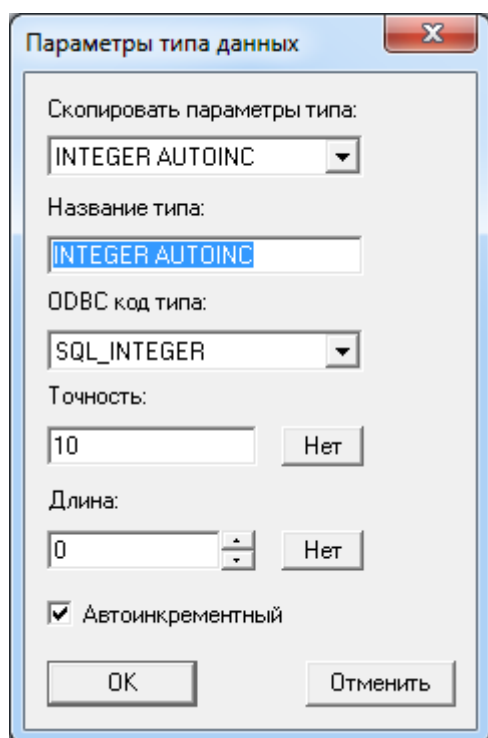 Параметры типа данных
Скопировать параметры типа:
INTEGER AUTOINC
Название типа:
INTEGER AUTOINC
ODBC код типа:
SQL_INTEGER
Точность:
10 Нет
Длина:
0 Нет
Автоинкрементный
OK Отменить